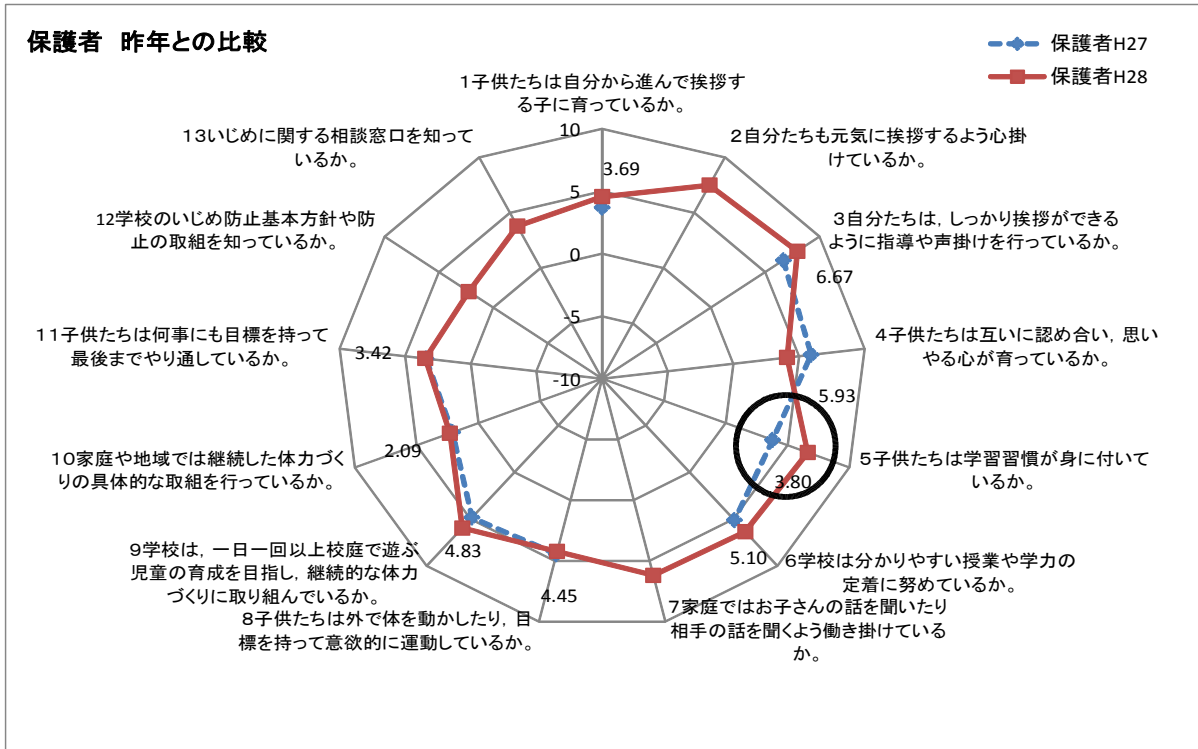 保護者 昨年との比較
保護者H27
保護者H28
1子供たちは自分から進んで挨拶す
る子に育っているか。
2自分たちも元気に挨拶するよう心掛
けているか。
3自分たちは，しっかり挨拶ができる
ように指導や声掛けを行っているか。
4子供たちは互いに認め合い，思い
やる心が育っているか。
5子供たちは学習習慣が身に付いて
いるか。
6学校は分かりやすい授業や学力の
定着に努めているか。
7家庭ではお子さんの話を聞いたり
相手の話を聞くよう働き掛けている
か。
8子供たちは外で体を動かしたり，目
標を持って意欲的に運動しているか。
9学校は，一日一回以上校庭で遊ぶ
児童の育成を目指し，継続的な体力
づくりに取り組んでいるか。
10家庭や地域では継続した体力づく
りの具体的な取組を行っているか。
11子供たちは何事にも目標を持って
最後までやり通しているか。
12学校のいじめ防止基本方針や防
止の取組を知っているか。
13いじめに関する相談窓口を知って
いるか。
10
5
0
-5
-10
3.69
6.67
5.93
3.80
5.10
4.45
4.83
2.09
3.42